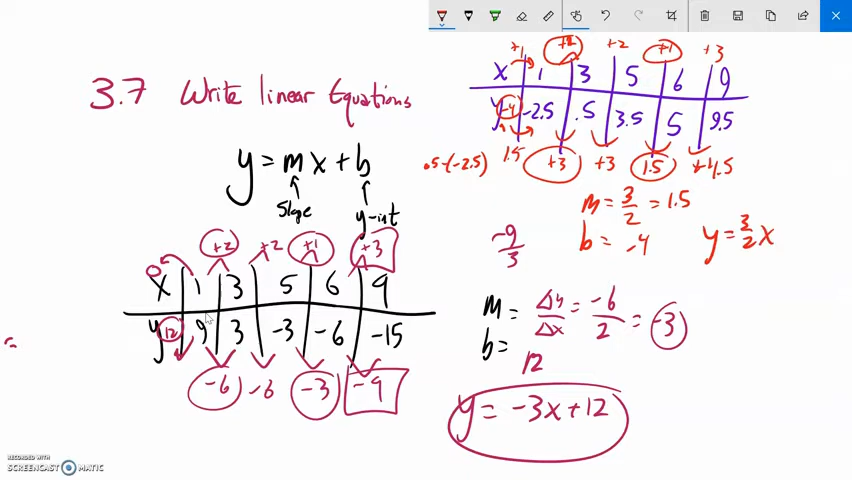 3.7 Write linear Equations
y = mx + b
slope
y-int
+2 +2 +1 +3
0
x 1 3 5 6 9
y 12 9 3 -3 -6 -15
-6 -6 -3 -9
+1 +2 +2 +1 +3
x 1 3 5 6 9
y -4 -2.5 .5 3.5 5 9.5
.5-(-2.5) 1.5 +3 +3 1.5 +4.5
m = 3/2 = 1.5
b = -4
y = 3/2 x
-9/3
m = Δy/Δx = -6/2 = -3
b = 12
y = -3x+12
RECORDED WITH
SCREENCAST MATIC